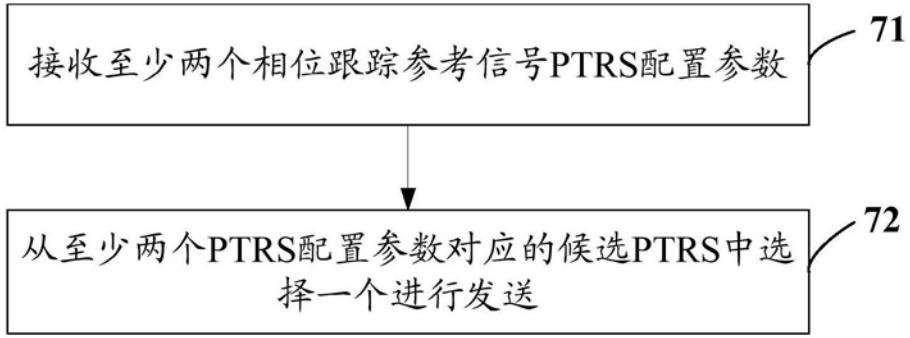 接收至少两个相位跟踪参考信号PTRS配置参数
71
从至少两个PTRS配置参数对应的候选PTRS中选
择一个进行发送
72